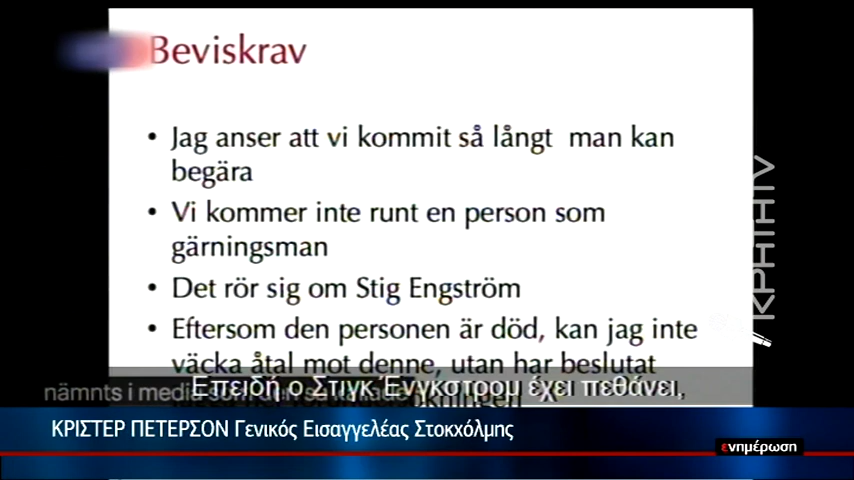 Beviskrav
• Jag anser att vi kommit så långt man kan
begära
• Vi kommer inte runt en person som
gärningsman
• Det rör sig om Stig Engström
• Eftersom den personen är död, kan jag inte
väcka åtal mot denne, utan har beslutat
nämnts i media som
Επειδή ο Στιγκ Ένγκστρομ έχει πεθάνει,
ΚΡΙΣΤΕΡ ΠΕΤΕΡΣΟΝ Γενικός Εισαγγελέας Στοκχόλμης
ενημέρωση
ΚΡΗΤΗTV